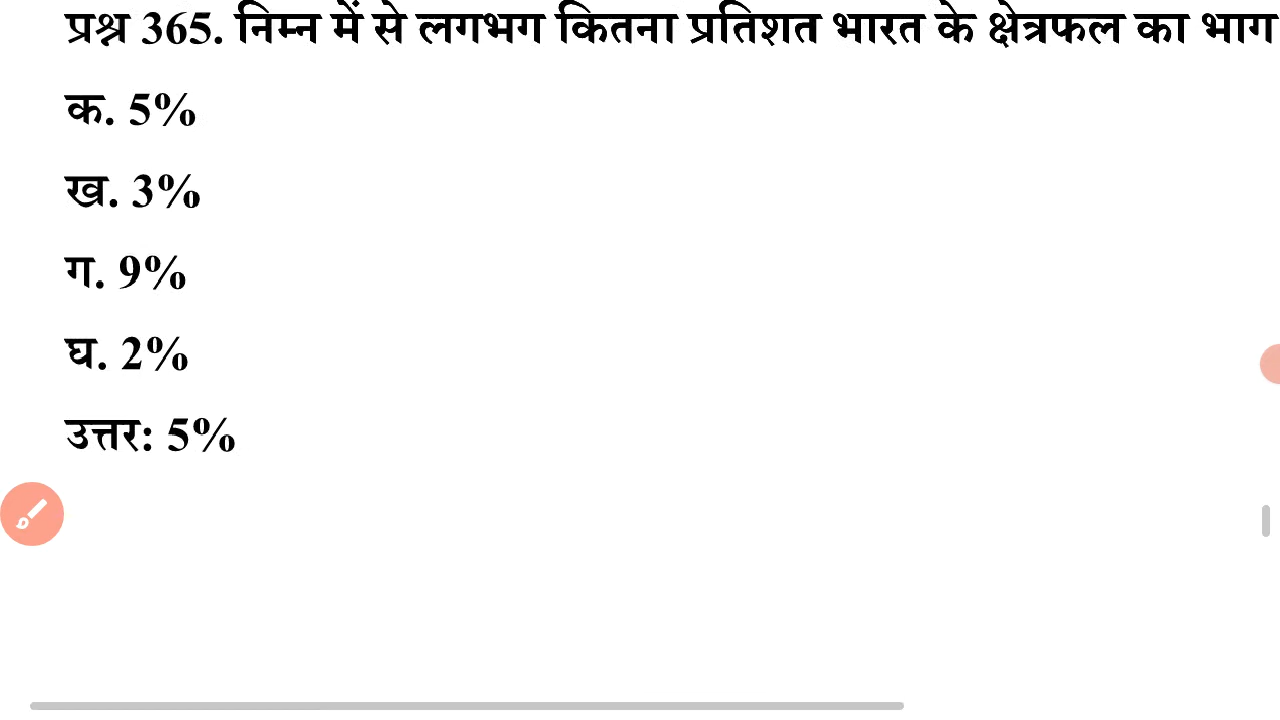 प्रश्न 365. निम्न में से लगभग कितना प्रतिशत भारत के क्षेत्रफल का भाग
क. 5%
ख. 3%
ग. 9%
घ. 2%
उत्तर: 5%